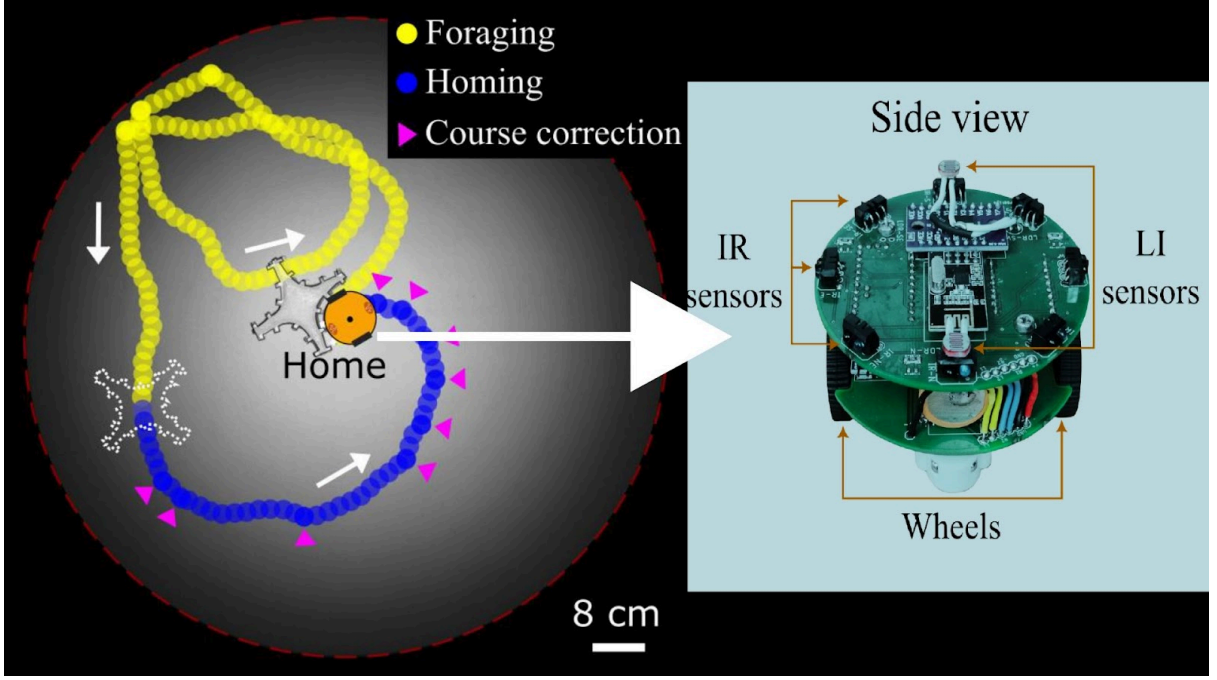 Foraging
Homing
Course correction
Home
8 cm
Side view
IR
sensors
LI
sensors
Wheels